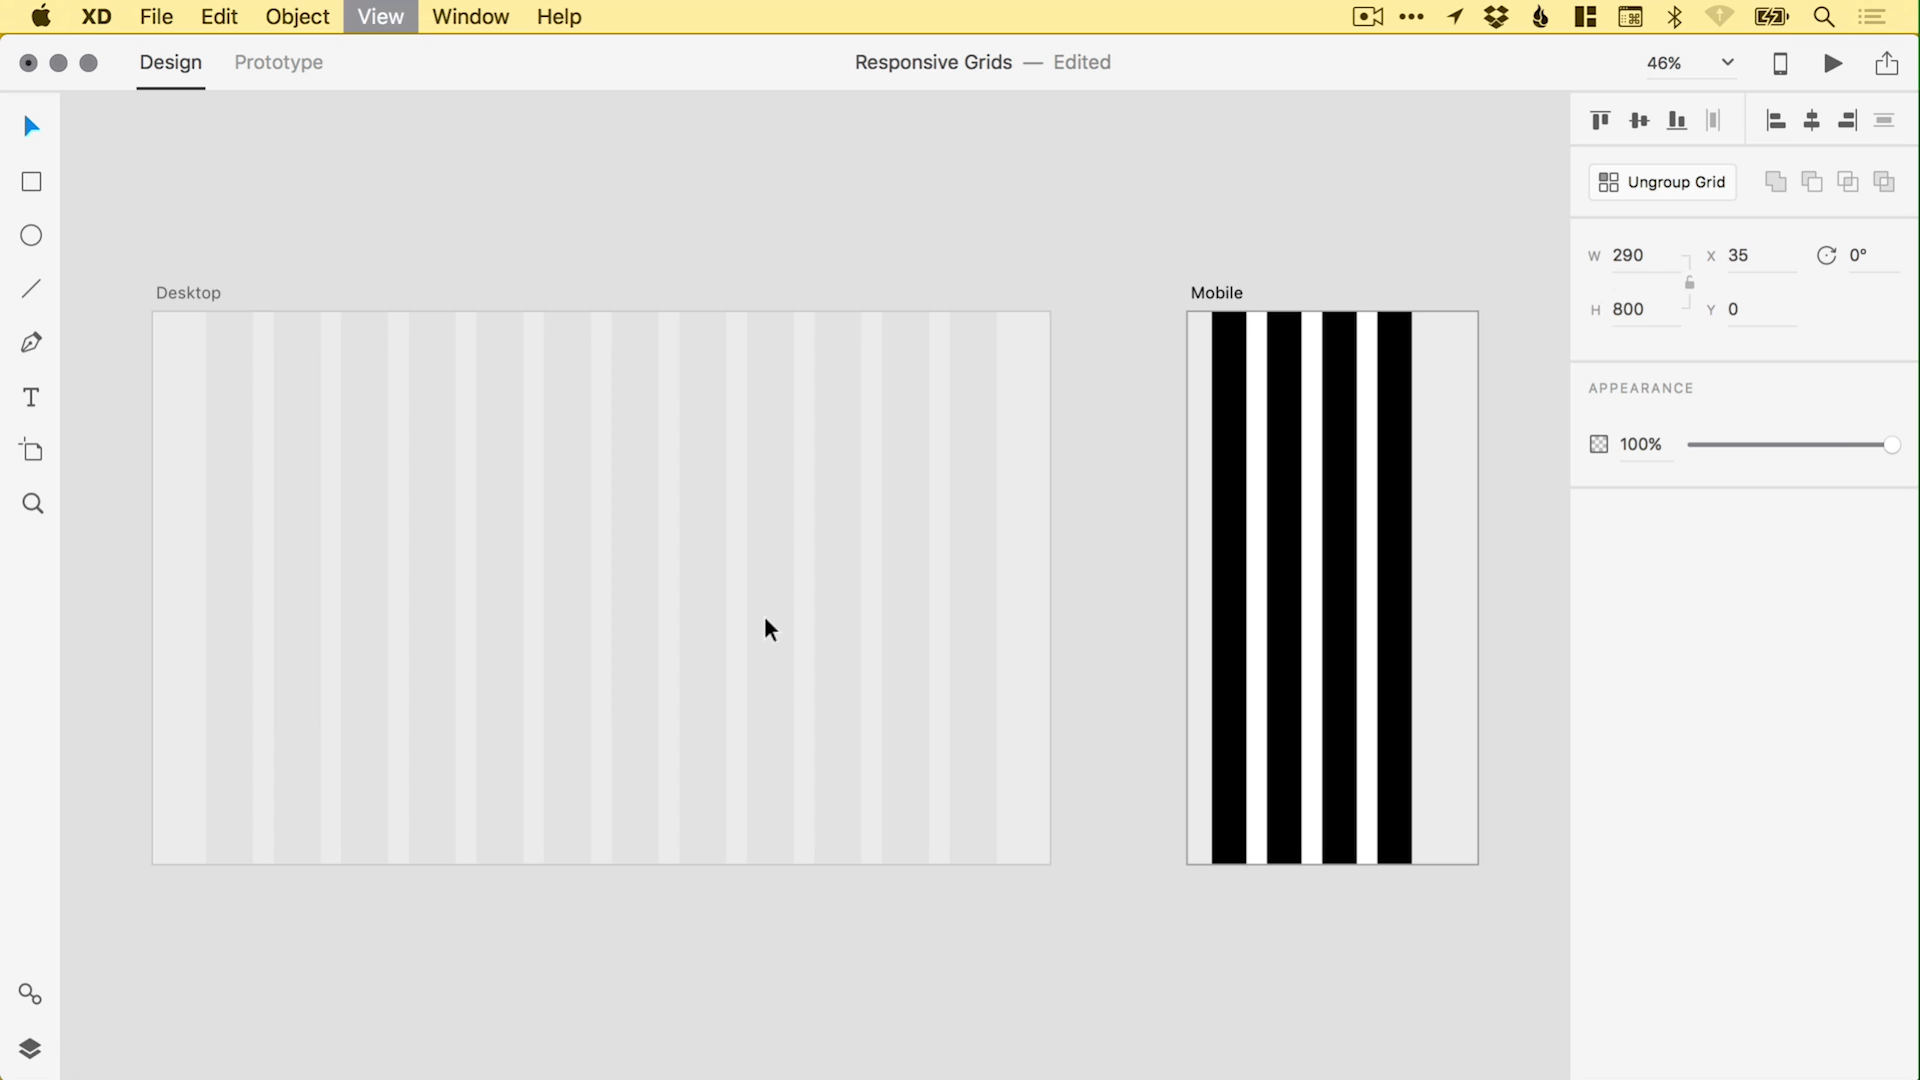 XD File Edit Object View Window Help
Design Prototype Responsive Grids — Edited 46%
Ungroup Grid
W 290 X 35 0°
H 800 Y 0
Desktop Mobile
APPEARANCE
100%
T